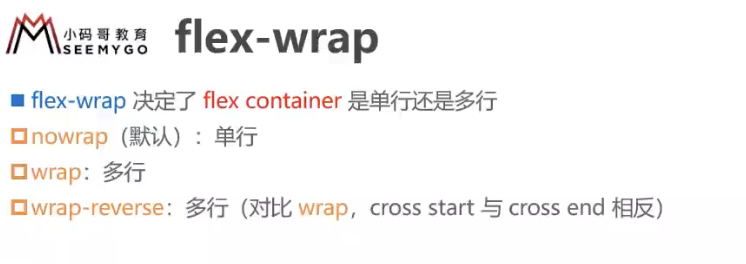 小码哥教育
SEEMYGO
flex-wrap
flex-wrap 决定了 flex container 是单行还是多行
nowrap（默认）：单行
wrap：多行
wrap-reverse：多行（对比 wrap，cross start 与 cross end 相反）